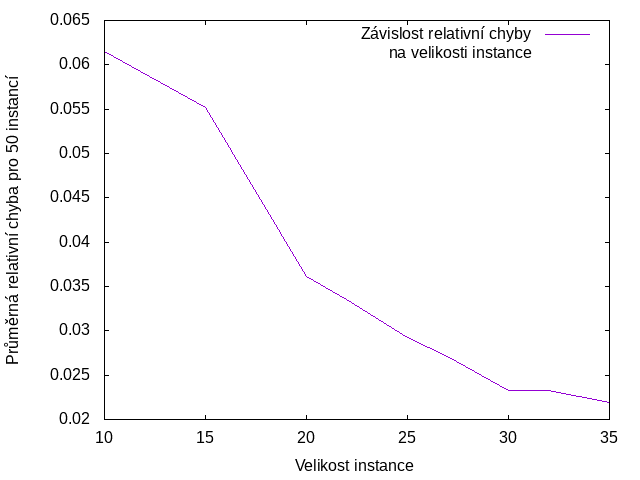 Závislost relativní chyby
na velikosti instance
0.065
0.06
0.055
0.05
0.045
0.04
0.035
0.03
0.025
0.02
Průměrná relativní chyba pro 50 instancí
10 15 20 25 30 35
Velikost instance